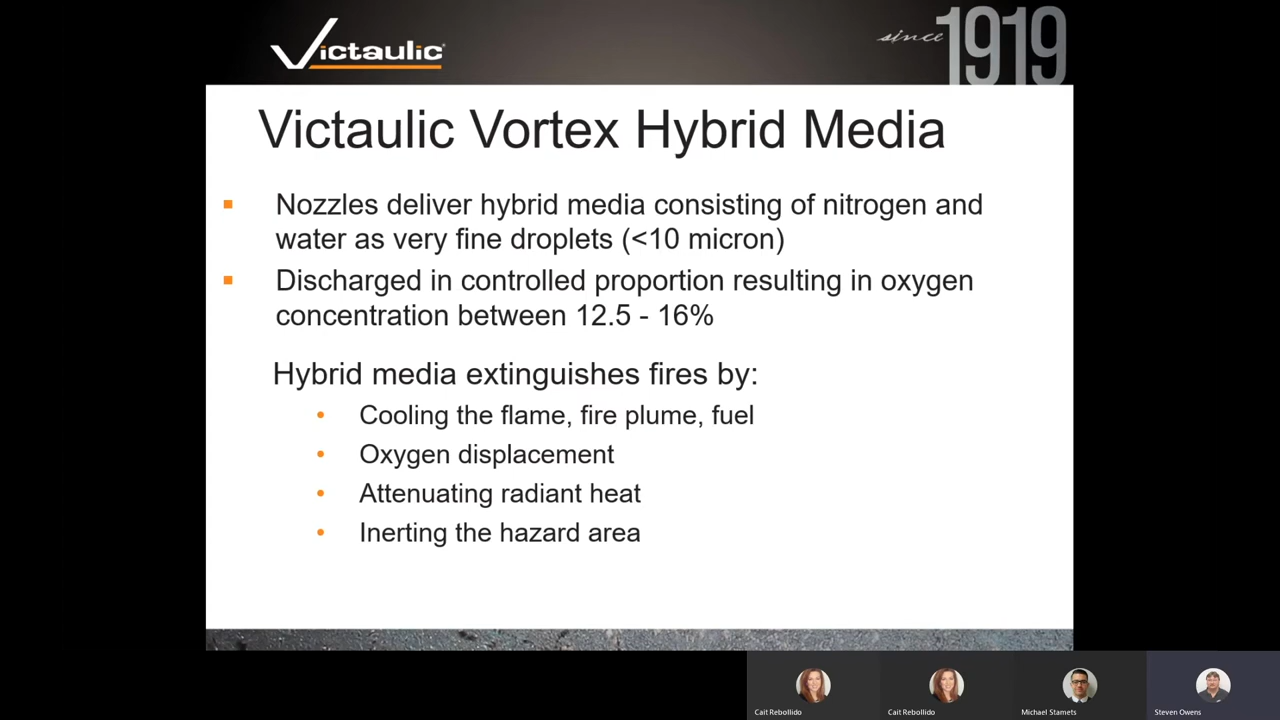 Victaulic
since 1919
Victaulic Vortex Hybrid Media
Nozzles deliver hybrid media consisting of nitrogen and
water as very fine droplets (<10 micron)
Discharged in controlled proportion resulting in oxygen
concentration between 12.5 - 16%
Hybrid media extinguishes fires by:
Cooling the flame, fire plume, fuel
Oxygen displacement
Attenuating radiant heat
Inerting the hazard area
Cait Rebollido
Cait Rebollido
Michael Stamets
Steven Owens